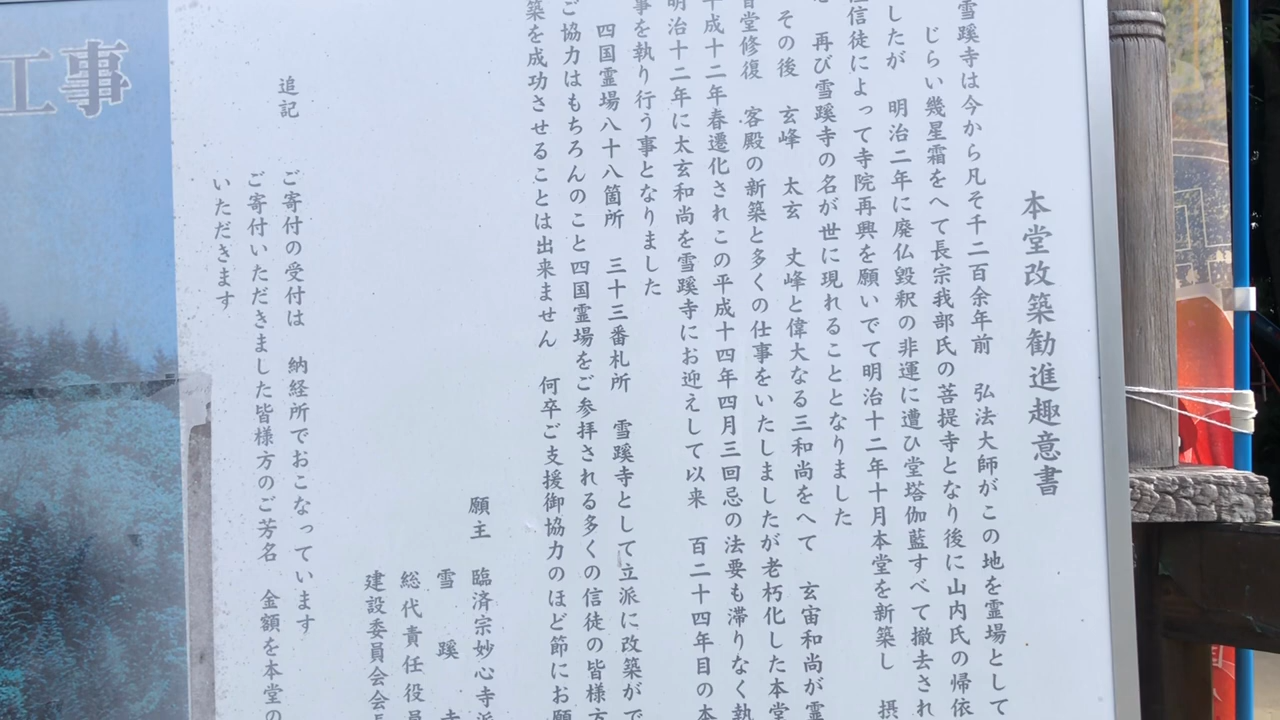 本堂改築勧進趣意書
雪蹊寺は今から凡そ千二百余年前 弘法大師がこの地を霊場として
じらい幾星霜をへて長宗我部氏の菩提寺となり後に山内氏の帰依
したが 明治二年に廃仏毀釈の非運に遭ひ堂塔伽藍すべて撤去され
信徒によって寺院再興を願いでて明治十二年十月本堂を新築し 摂
再び雪蹊寺の名が世に現れることとなりました
その後 玄峰 太玄 丈峰と偉大なる三和尚をへて 玄宙和尚が霊
音堂修復 客殿の新築と多くの仕事をいたしましたが老朽化した本堂
平成十二年春遷化されこの平成十四年四月三回忌の法要も滞りなく執
明治十二年に太玄和尚を雪蹊寺にお迎えして以来 百二十四年目の本
事を執り行う事となりました
四国霊場八十八箇所 三十三番札所 雪蹊寺として立派に改築がで
ご協力はもちろんのこと四国霊場をご参拝される多くの信徒の皆様方
築を成功させることは出来ません 何卒ご支援御協力のほど節にお願
願主 臨済宗妙心寺派
雪蹊寺
総代責任役員
建設委員会会長
追記 ご寄付の受付は 納経所でおこなっています
ご寄付いただきました皆様方のご芳名 金額を本堂の
いただきます
工事